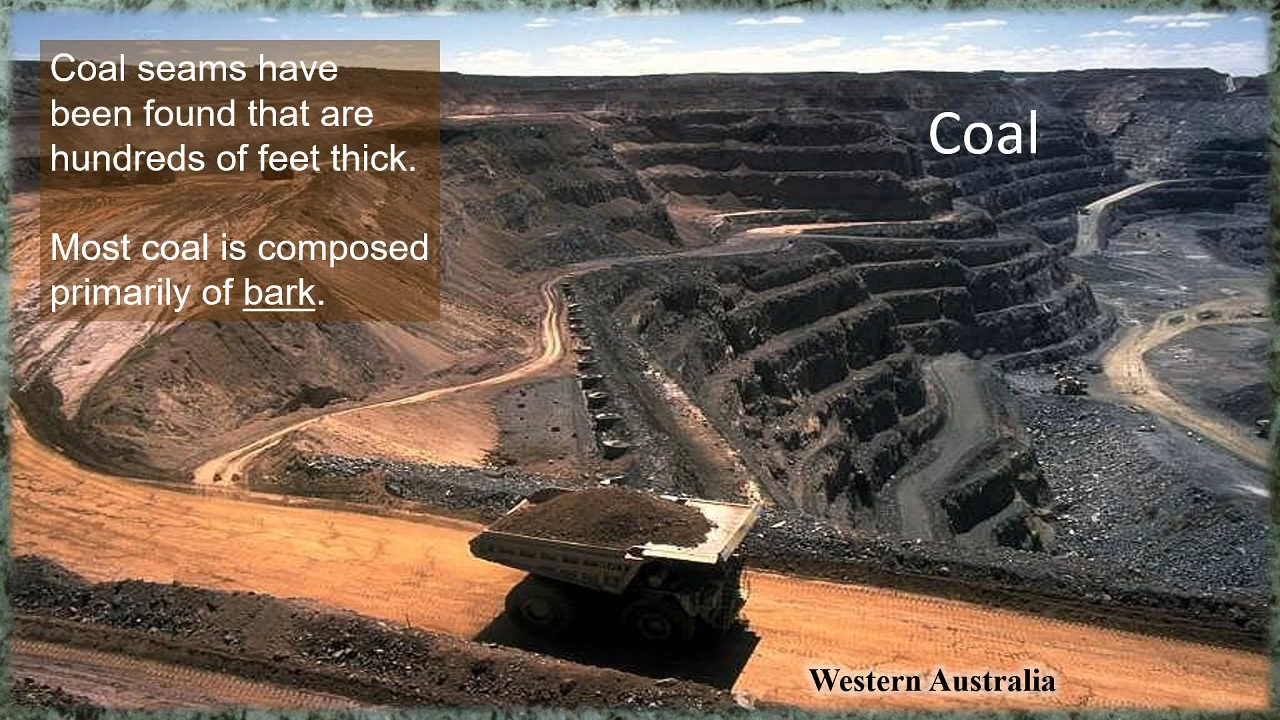 Coal seams have
been found that are
hundreds of feet thick.
Most coal is composed
primarily of bark.
Coal
Western Australia